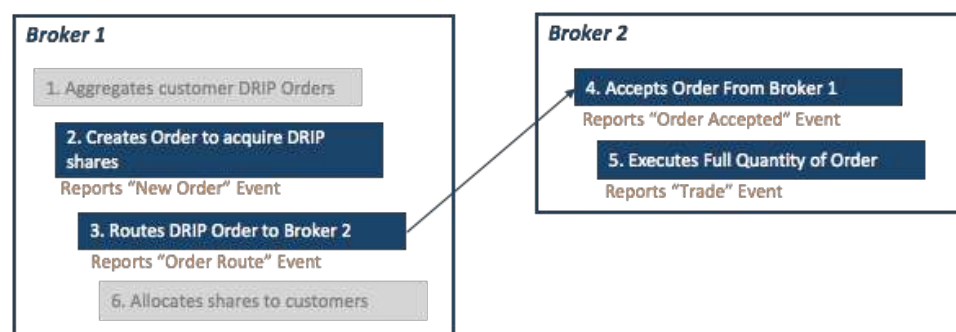 Broker 1
1. Aggregates customer DRIP Orders
2. Creates Order to acquire DRIP
shares
Reports "New Order" Event
3. Routes DRIP Order to Broker 2
Reports "Order Route" Event
6. Allocates shares to customers
Broker 2
4. Accepts Order From Broker 1
Reports "Order Accepted" Event
5. Executes Full Quantity of Order
Reports "Trade" Event